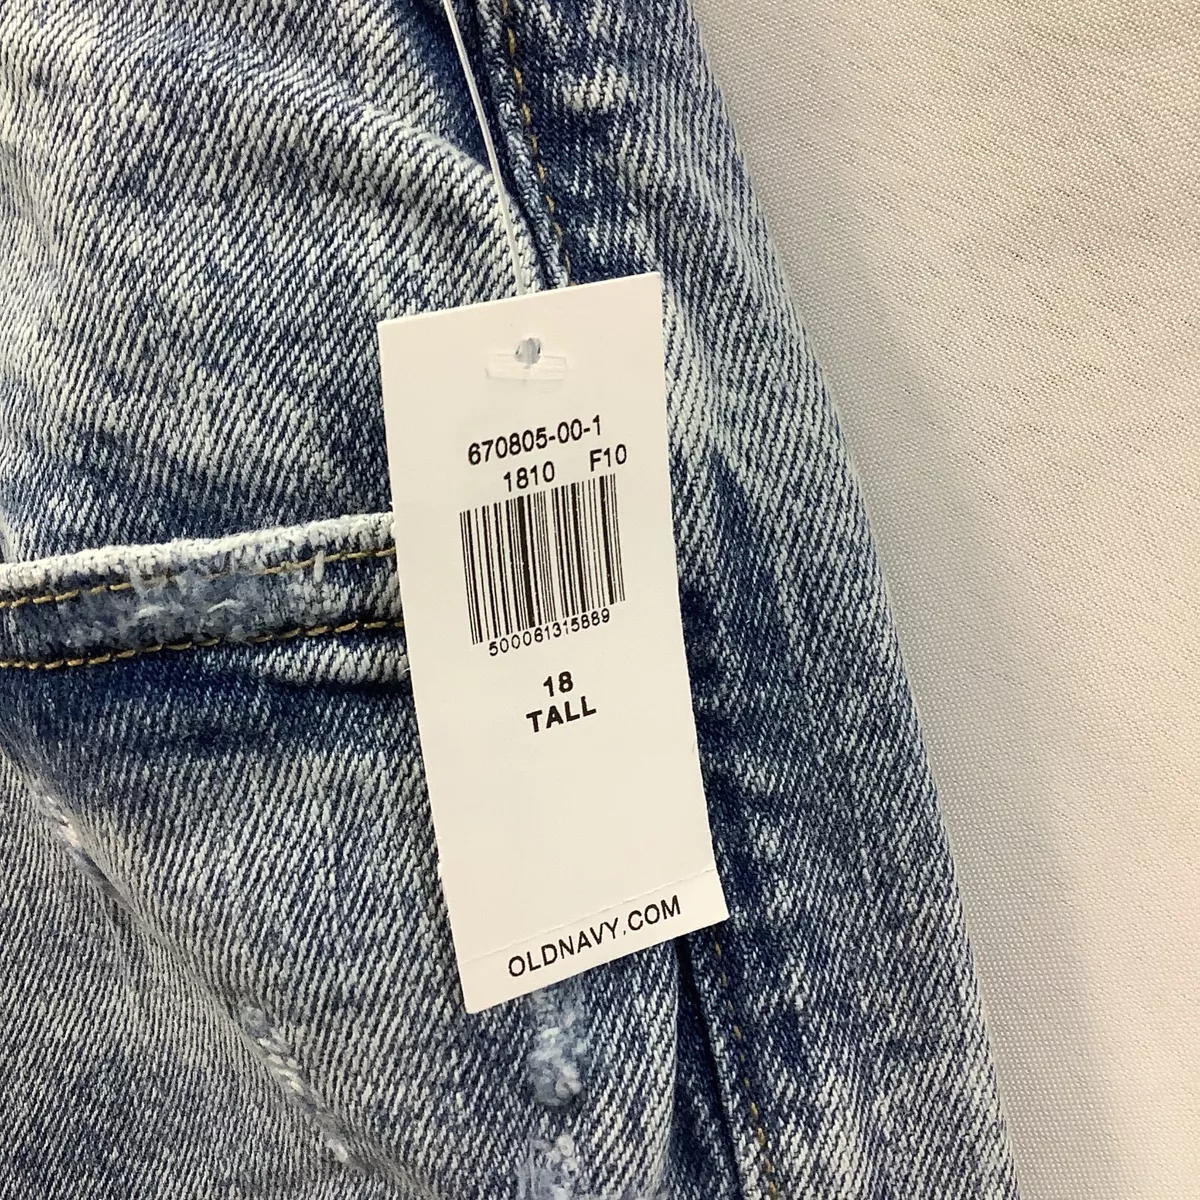 670805-00-1
1810 F10
500061315889
18
TALL
OLDNAVY.COM